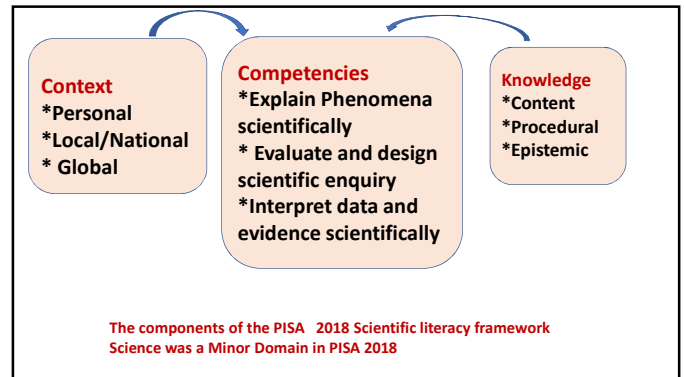 Context
*Personal
*Local/National
* Global
Competencies
*Explain Phenomena
scientifically
* Evaluate and design
scientific enquiry
*Interpret data and
evidence scientifically
Knowledge
*Content
*Procedural
*Epistemic
The components of the PISA 2018 Scientific literacy framework
Science was a Minor Domain in PISA 2018